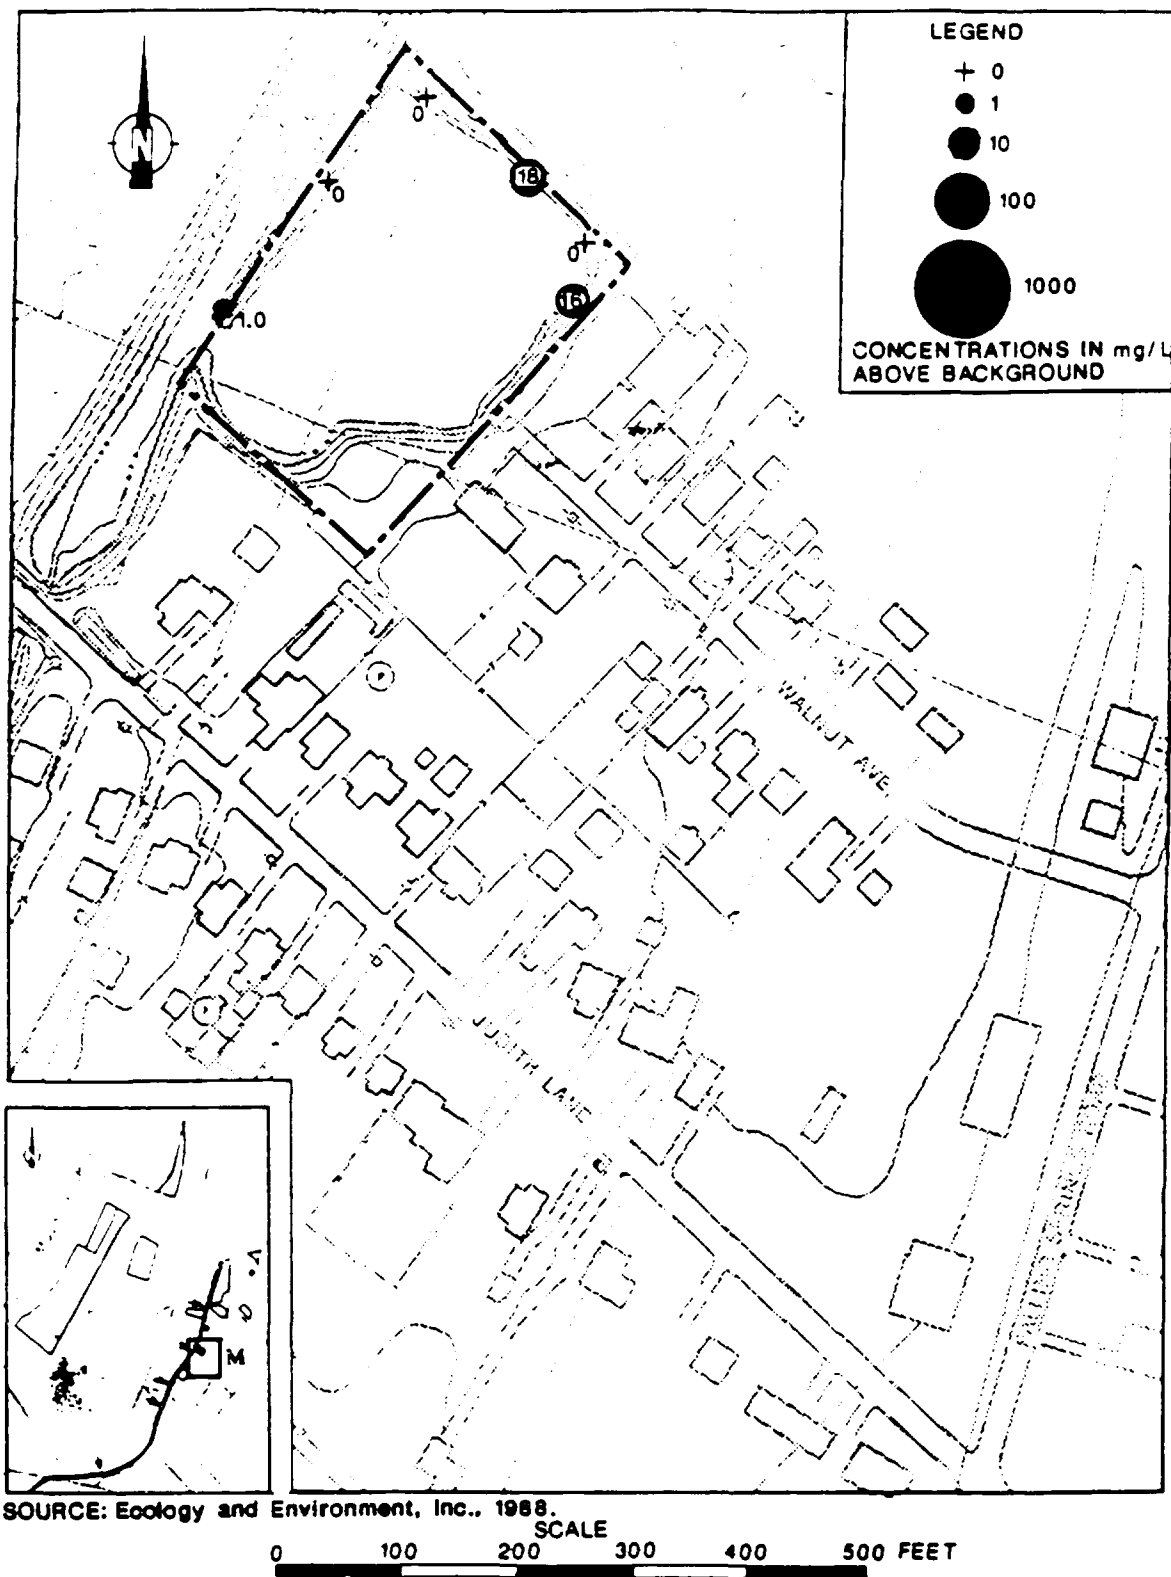 N
LEGEND
0
1
10
100
1000
CONCENTRATIONS IN mg/L
ABOVE BACKGROUND
0
18
0
0
16
1.0
WALNUT AVE
JUDITH LANE
A
M
SOURCE: Ecology and Environment, Inc., 1988.
SCALE
0 100 200 300 400 500 FEET